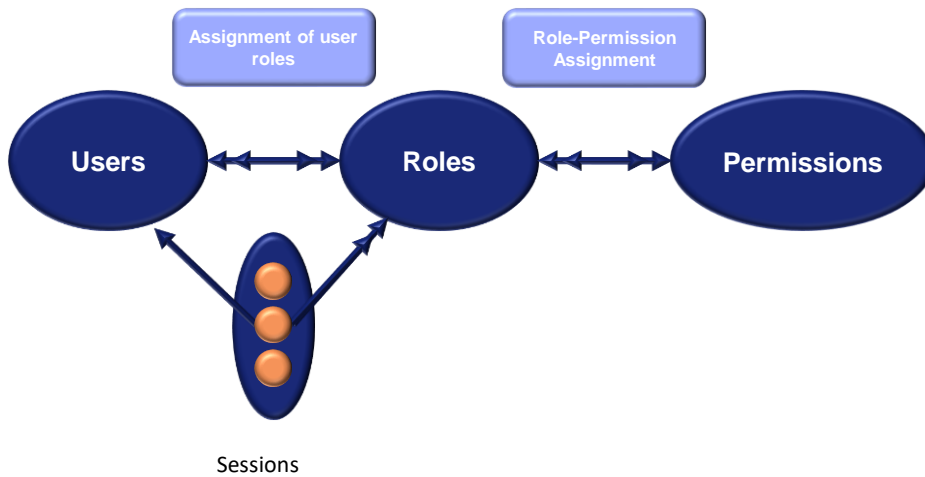 Assignment of user
roles
Role-Permission
Assignment
Users
Roles
Permissions
Sessions